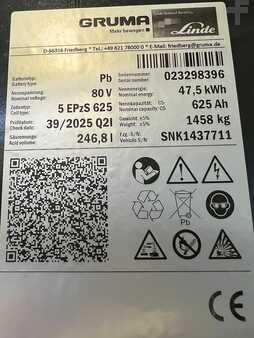 GRUMA
Mehr bewegen.
Linde
D-86316 Friedberg * Tel.: +49 821 78000 0 * E-Mail: friedberg@gruma.de
Batterietyp: Battery type Pb
Seriennummer: Serialnumber 023298396
Nennspannung: Nominal voltage: 80 V
Nennenergie: Nominal energy: 47,5 kWh
Zellentyp: Cell type: 5 EPzS 625
Nennkapazität: C5 Nominal capacity: C5 625 Ah
Prüfdatum: Check date: 39/2025 Q2I
Gewicht: ±5% Weight: ±5% 1458 kg
Säuremenge: Acid volume: 246,8 l
Fzg.-S/N: Vehicle S/N: SNK1437711
Pb
CE